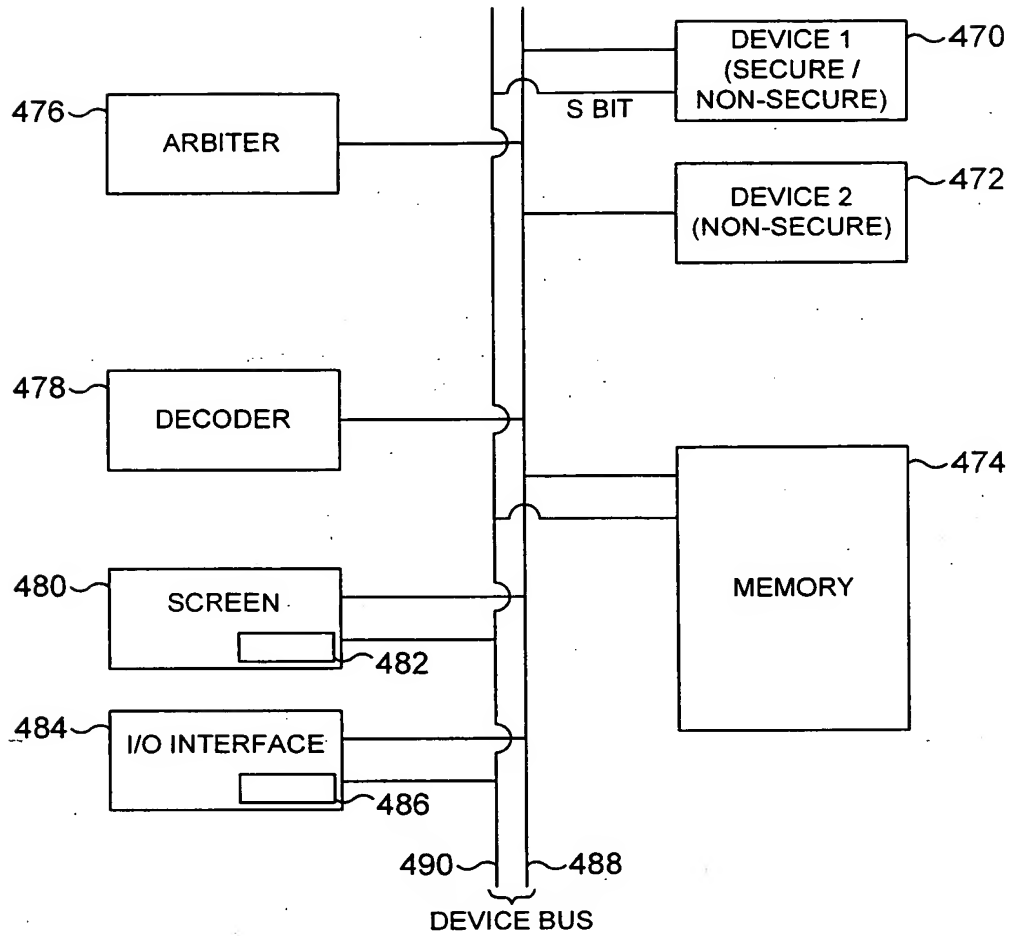 DEVICE 1
(SECURE /
NON-SECURE)
470
476
ARBITER
S BIT
DEVICE 2
(NON-SECURE)
472
478
DECODER
474
MEMORY
480
SCREEN
482
484
I/O INTERFACE
486
490
488
DEVICE BUS